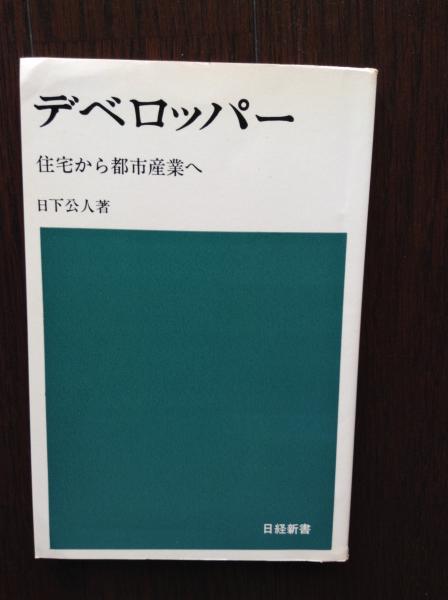 デベロッパー
住宅から都市産業へ
日下公人著
日経新書